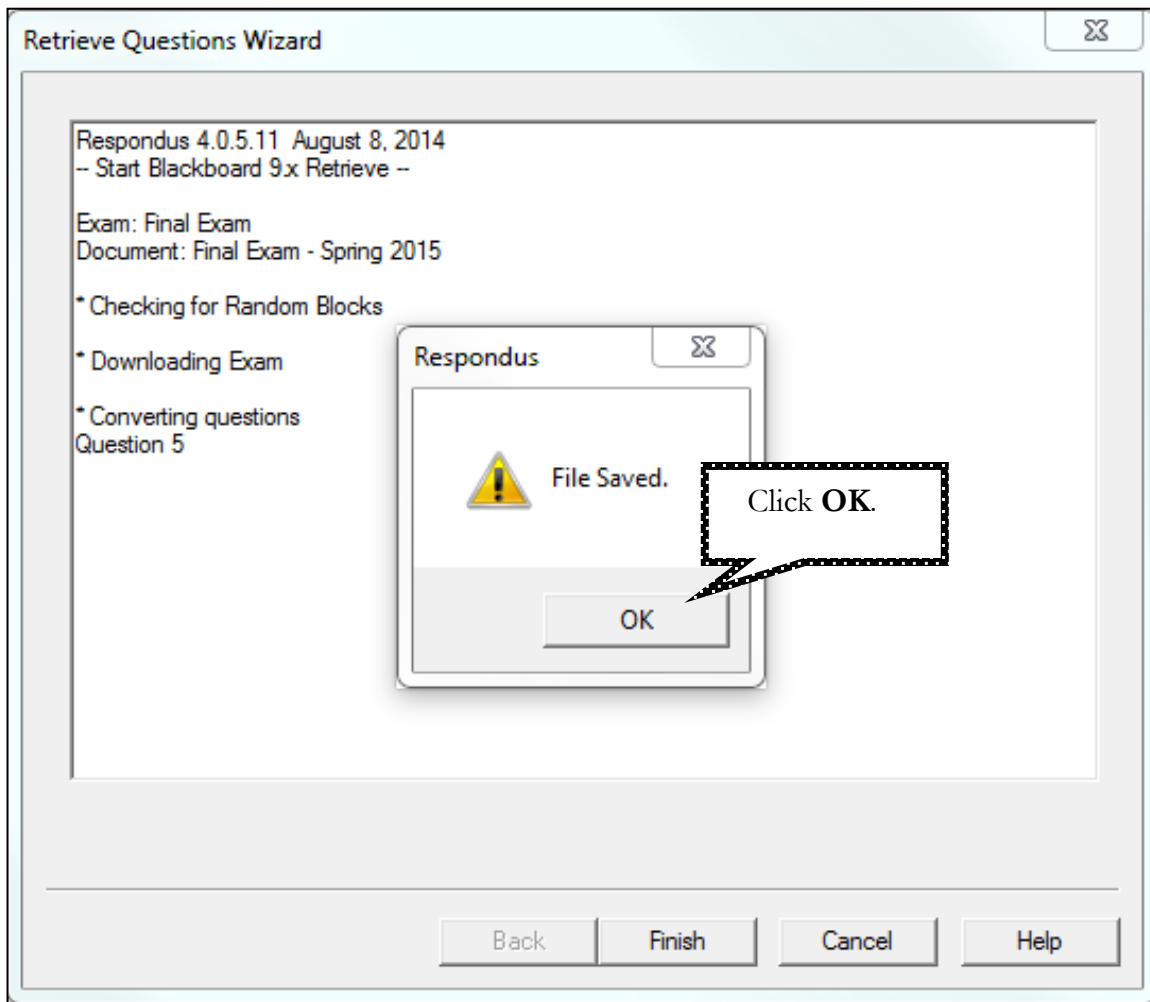 Retrieve Questions Wizard
Respondus 4.0.5.11 August 8, 2014
-- Start Blackboard 9.x Retrieve --
Exam: Final Exam
Document: Final Exam - Spring 2015
* Checking for Random Blocks
* Downloading Exam
* Converting questions
Question 5
Respondus
File Saved.
Click OK.
OK
Back
Finish
Cancel
Help